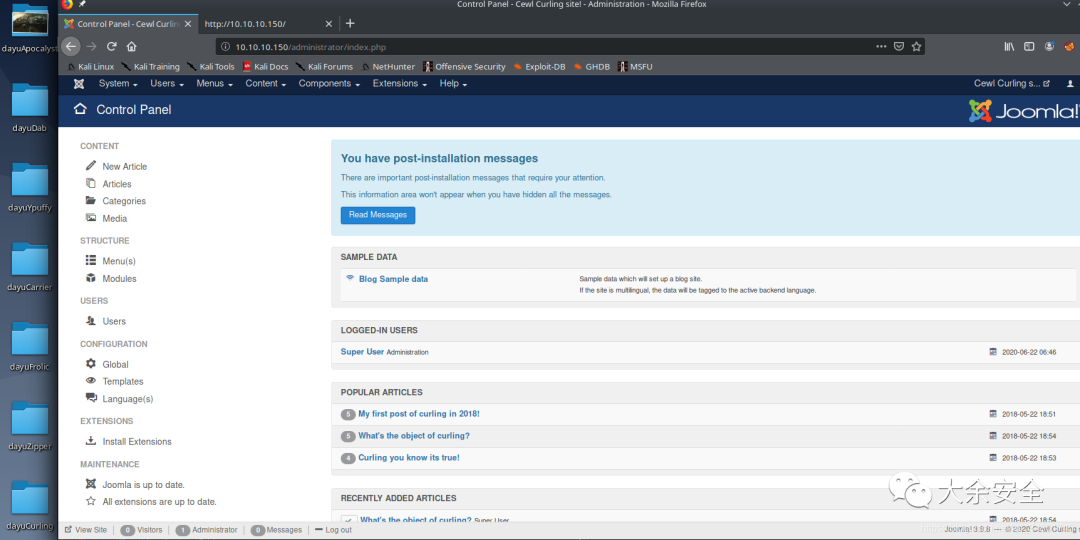 Control Panel - Cewl Curling site! - Administration - Mozilla Firefox
Control Panel - Cewl Curlin
http://10.10.10.150/
10.10.10.150/administrator/index.php
Kali Linux Kali Training Kali Tools Kali Docs Kali Forums NetHunter Offensive Security Exploit-DB GHDB MSFU
System Users Menus Content Components Extensions Help Cewl Curling s...
Control Panel Joomla!
dayuApocalyst
dayuDab
dayuYpuffy
dayuCarrier
dayuFrolic
dayuZipper
dayuCurling
CONTENT
New Article
Articles
Categories
Media
STRUCTURE
Menu(s)
Modules
USERS
Users
CONFIGURATION
Global
Templates
Language(s)
EXTENSIONS
Install Extensions
MAINTENANCE
Joomla is up to date.
All extensions are up to date.
You have post-installation messages
There are important post-installation messages that require your attention.
This information area won't appear when you have hidden all the messages.
Read Messages
SAMPLE DATA
Blog Sample data
Sample data which will set up a blog site.
If the site is multilingual, the data will be tagged to the active backend language.
LOGGED-IN USERS
Super User Administration 2020-06-22 06:46
POPULAR ARTICLES
5 My first post of curling in 2018! 2018-05-22 18:51
5 What's the object of curling? 2018-05-22 18:54
4 Curling you know its true! 2018-05-22 18:53
RECENTLY ADDED ARTICLES
What's the object of curling? Super User 2018-05-22 18:54
大余安全
View Site 0 Visitors 1 Administrator 0 Messages Log out
Joomla! 3.8.8 — © 2020 Cewl Curling